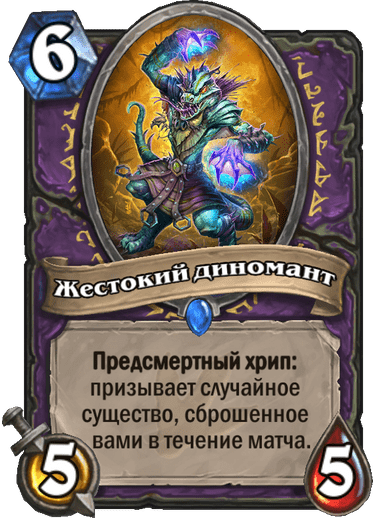 6
Жестокий диномант
Предсмертный хрип:
призывает случайное
существо, сброшенное
вами в течение матча.
5 5